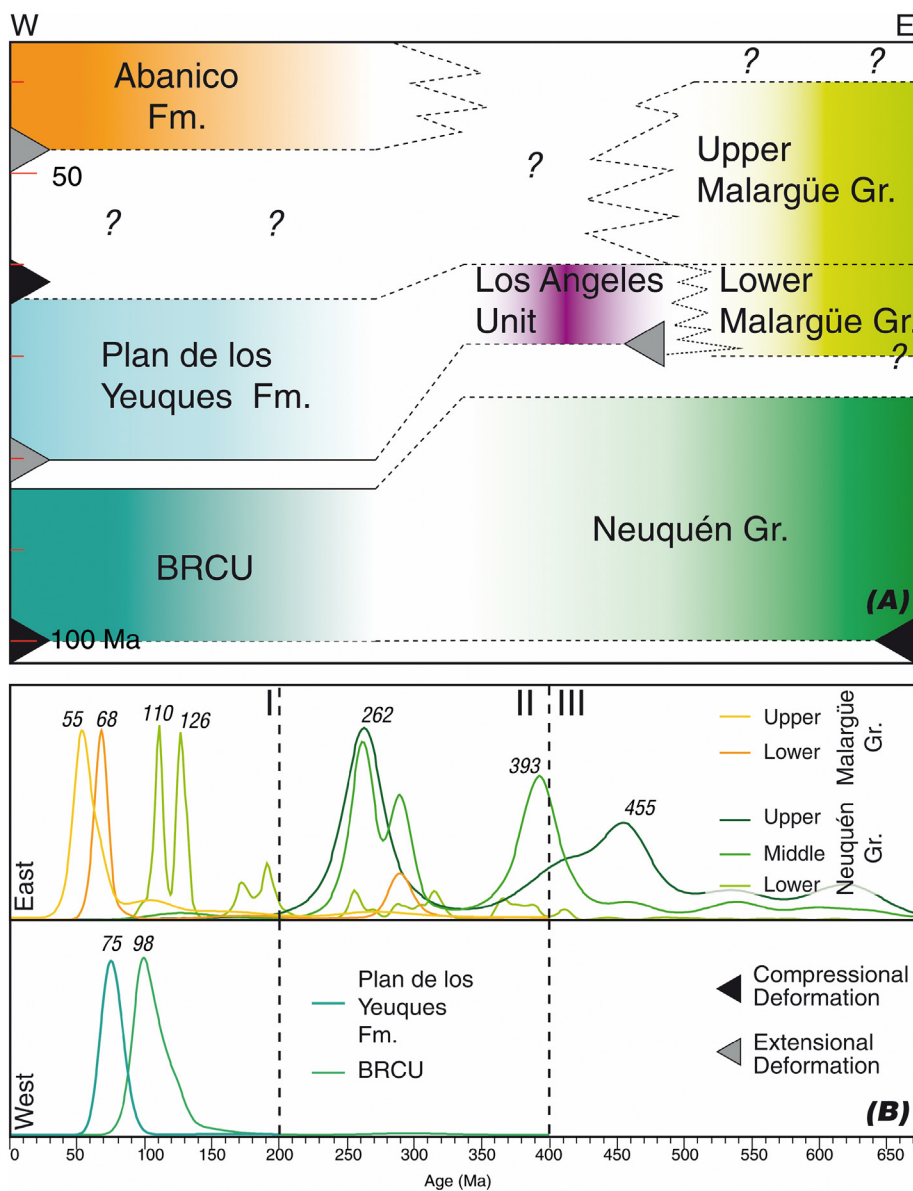 W
E
Abanico
Fm.
?
?
50
?
?
?
Upper
Malargüe Gr.
Los Angeles
Unit
Lower
Malargüe Gr.
?
Plan de los
Yeuques Fm.
Neuquén Gr.
BRCU
(A)
100 Ma
I
II
III
55
68
110
126
262
393
455
Upper
Lower
Malargüe
Gr.
Upper
Middle
Lower
Neuquén
Gr.
East
75
98
Plan de los
Yeuques
Fm.
BRCU
Compressional
Deformation
Extensional
Deformation
West
(B)
0 50 100 150 200 250 300 350 400 450 500 550 600 650
Age (Ma)